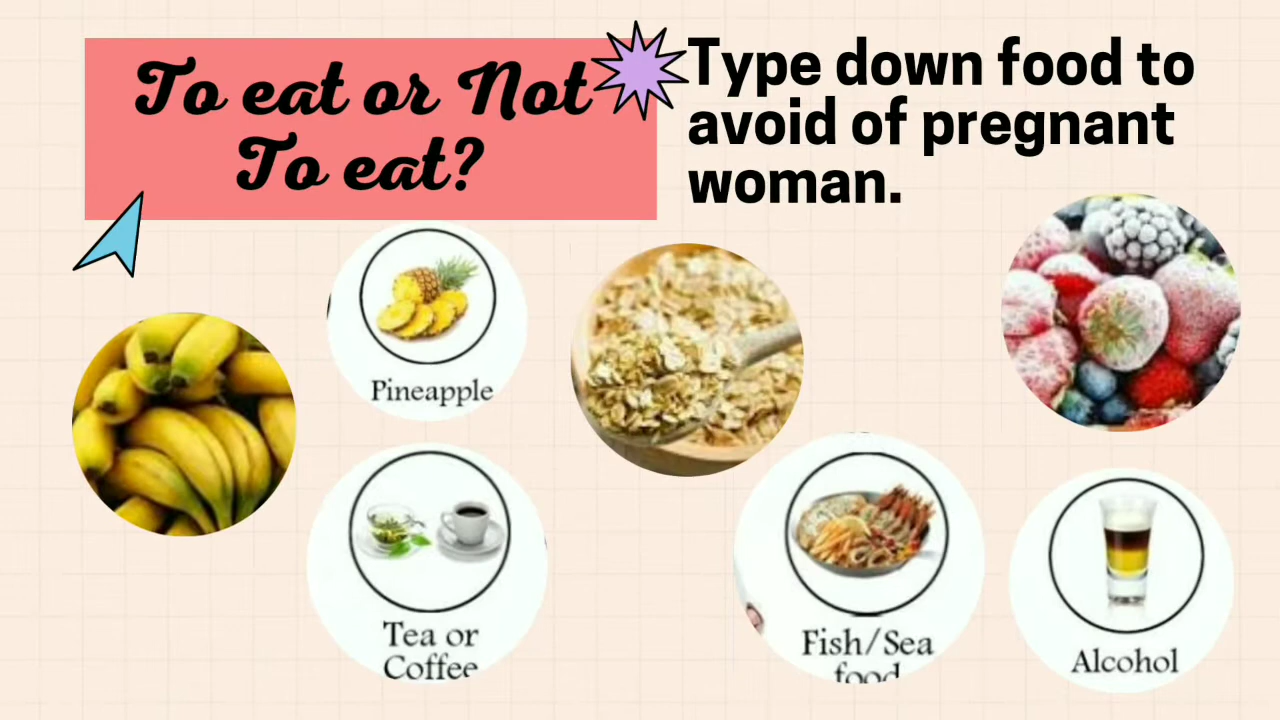 To eat or Not
To eat?
Type down food to
avoid of pregnant
woman.
Pineapple
Tea or
Coffee
Fish/Sea
food
Alcohol